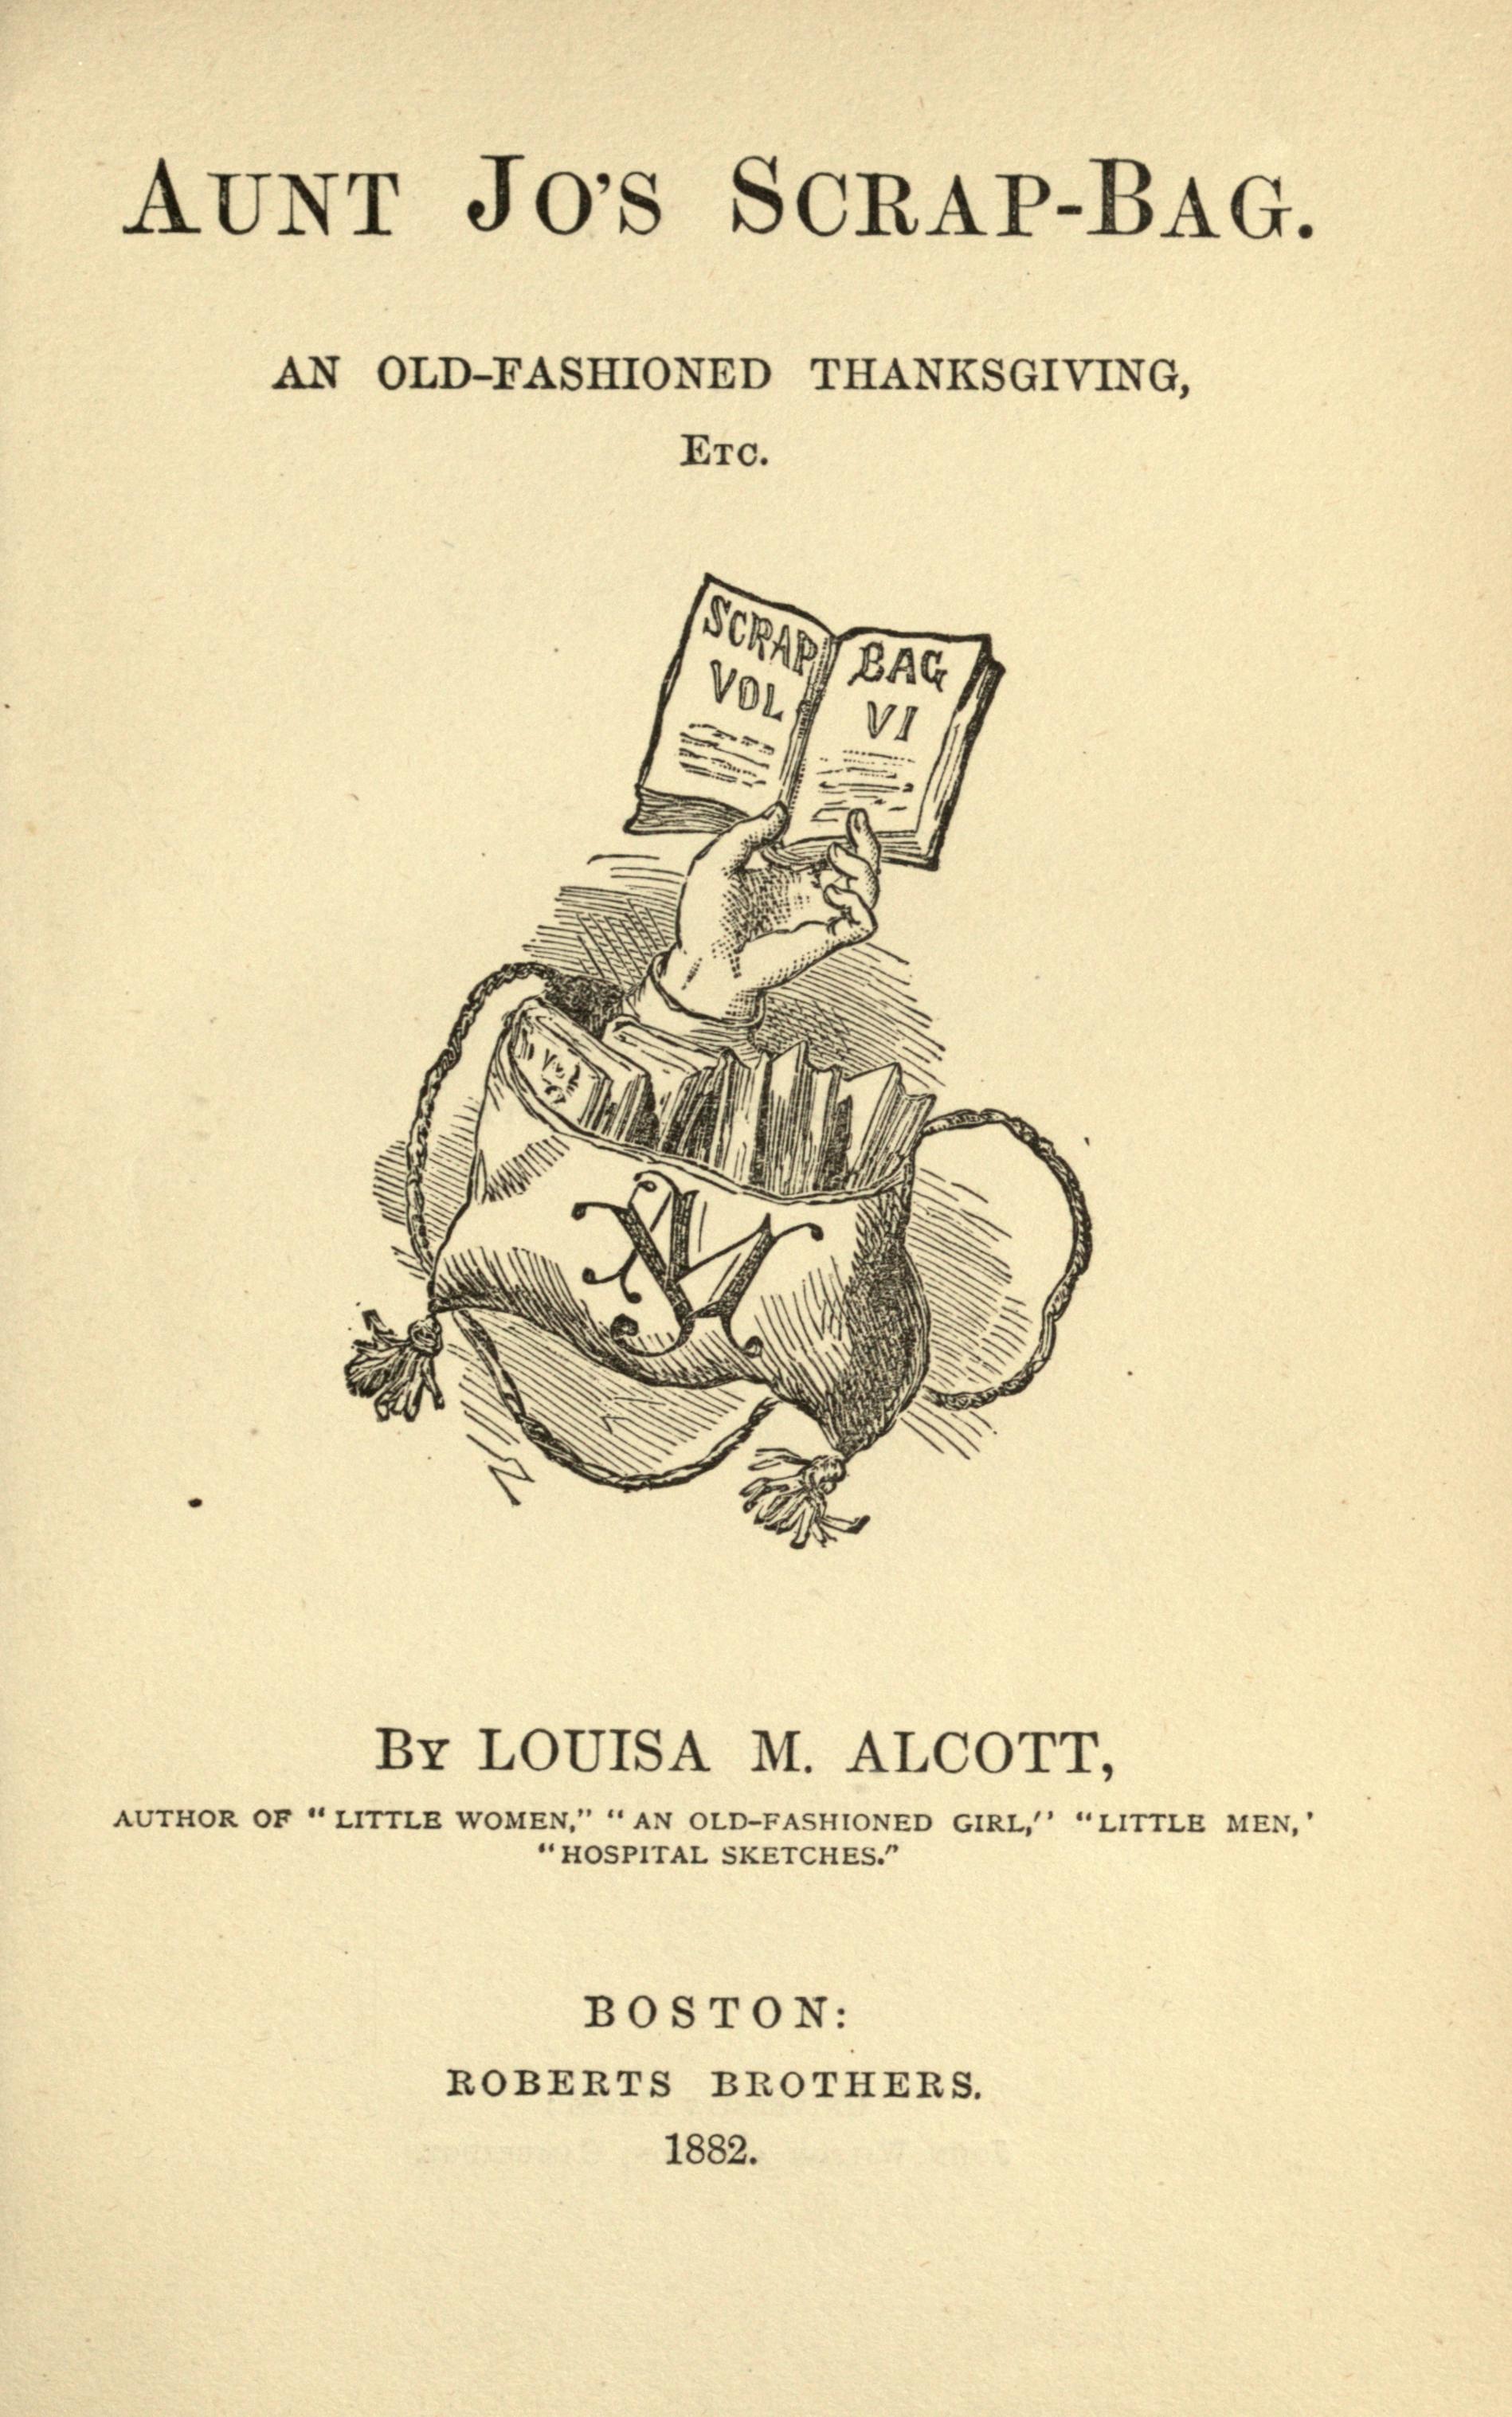 AUNT JO'S SCRAP-BAG.
AN OLD-FASHIONED THANKSGIVING,
ETC.
SCRAP BAG
VOL VI
BY LOUISA M. ALCOTT,
AUTHOR OF "LITTLE WOMEN," "AN OLD-FASHIONED GIRL," "LITTLE MEN,'
"HOSPITAL SKETCHES."
BOSTON:
ROBERTS BROTHERS.
1882.